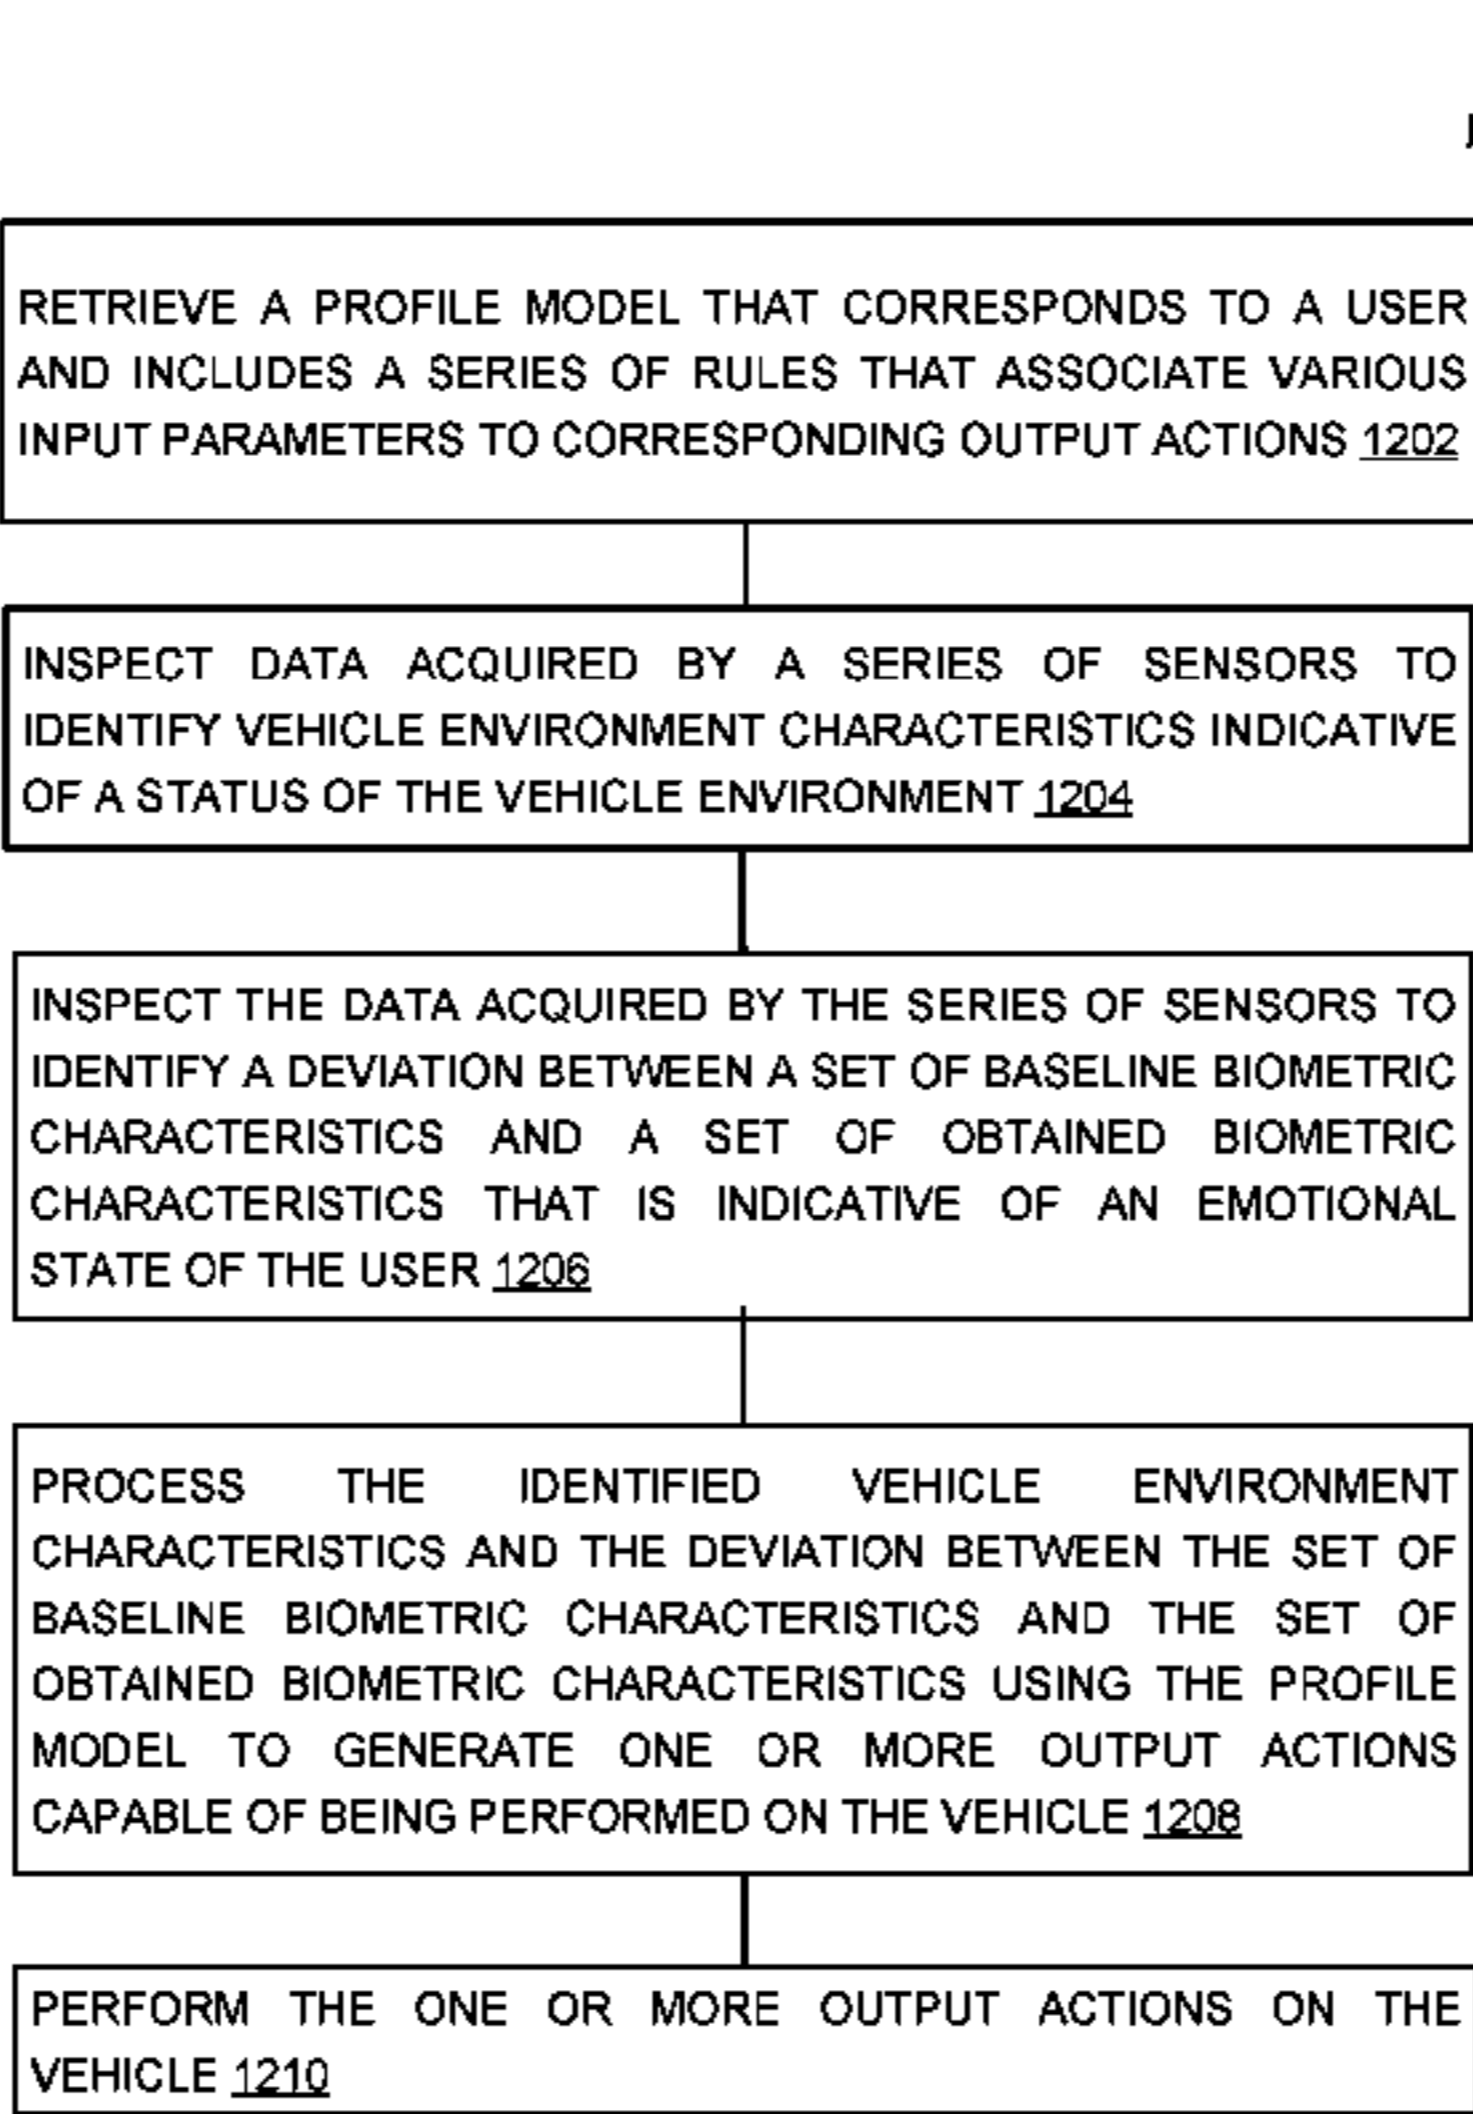 RETRIEVE A PROFILE MODEL THAT CORRESPONDS TO A USER
AND INCLUDES A SERIES OF RULES THAT ASSOCIATE VARIOUS
INPUT PARAMETERS TO CORRESPONDING OUTPUT ACTIONS 1202
INSPECT DATA ACQUIRED BY A SERIES OF SENSORS TO
IDENTIFY VEHICLE ENVIRONMENT CHARACTERISTICS INDICATIVE
OF A STATUS OF THE VEHICLE ENVIRONMENT 1204
INSPECT THE DATA ACQUIRED BY THE SERIES OF SENSORS TO
IDENTIFY A DEVIATION BETWEEN A SET OF BASELINE BIOMETRIC
CHARACTERISTICS AND A SET OF OBTAINED BIOMETRIC
CHARACTERISTICS THAT IS INDICATIVE OF AN EMOTIONAL
STATE OF THE USER 1206
PROCESS THE IDENTIFIED VEHICLE ENVIRONMENT
CHARACTERISTICS AND THE DEVIATION BETWEEN THE SET OF
BASELINE BIOMETRIC CHARACTERISTICS AND THE SET OF
OBTAINED BIOMETRIC CHARACTERISTICS USING THE PROFILE
MODEL TO GENERATE ONE OR MORE OUTPUT ACTIONS
CAPABLE OF BEING PERFORMED ON THE VEHICLE 1208
PERFORM THE ONE OR MORE OUTPUT ACTIONS ON THE
VEHICLE 1210